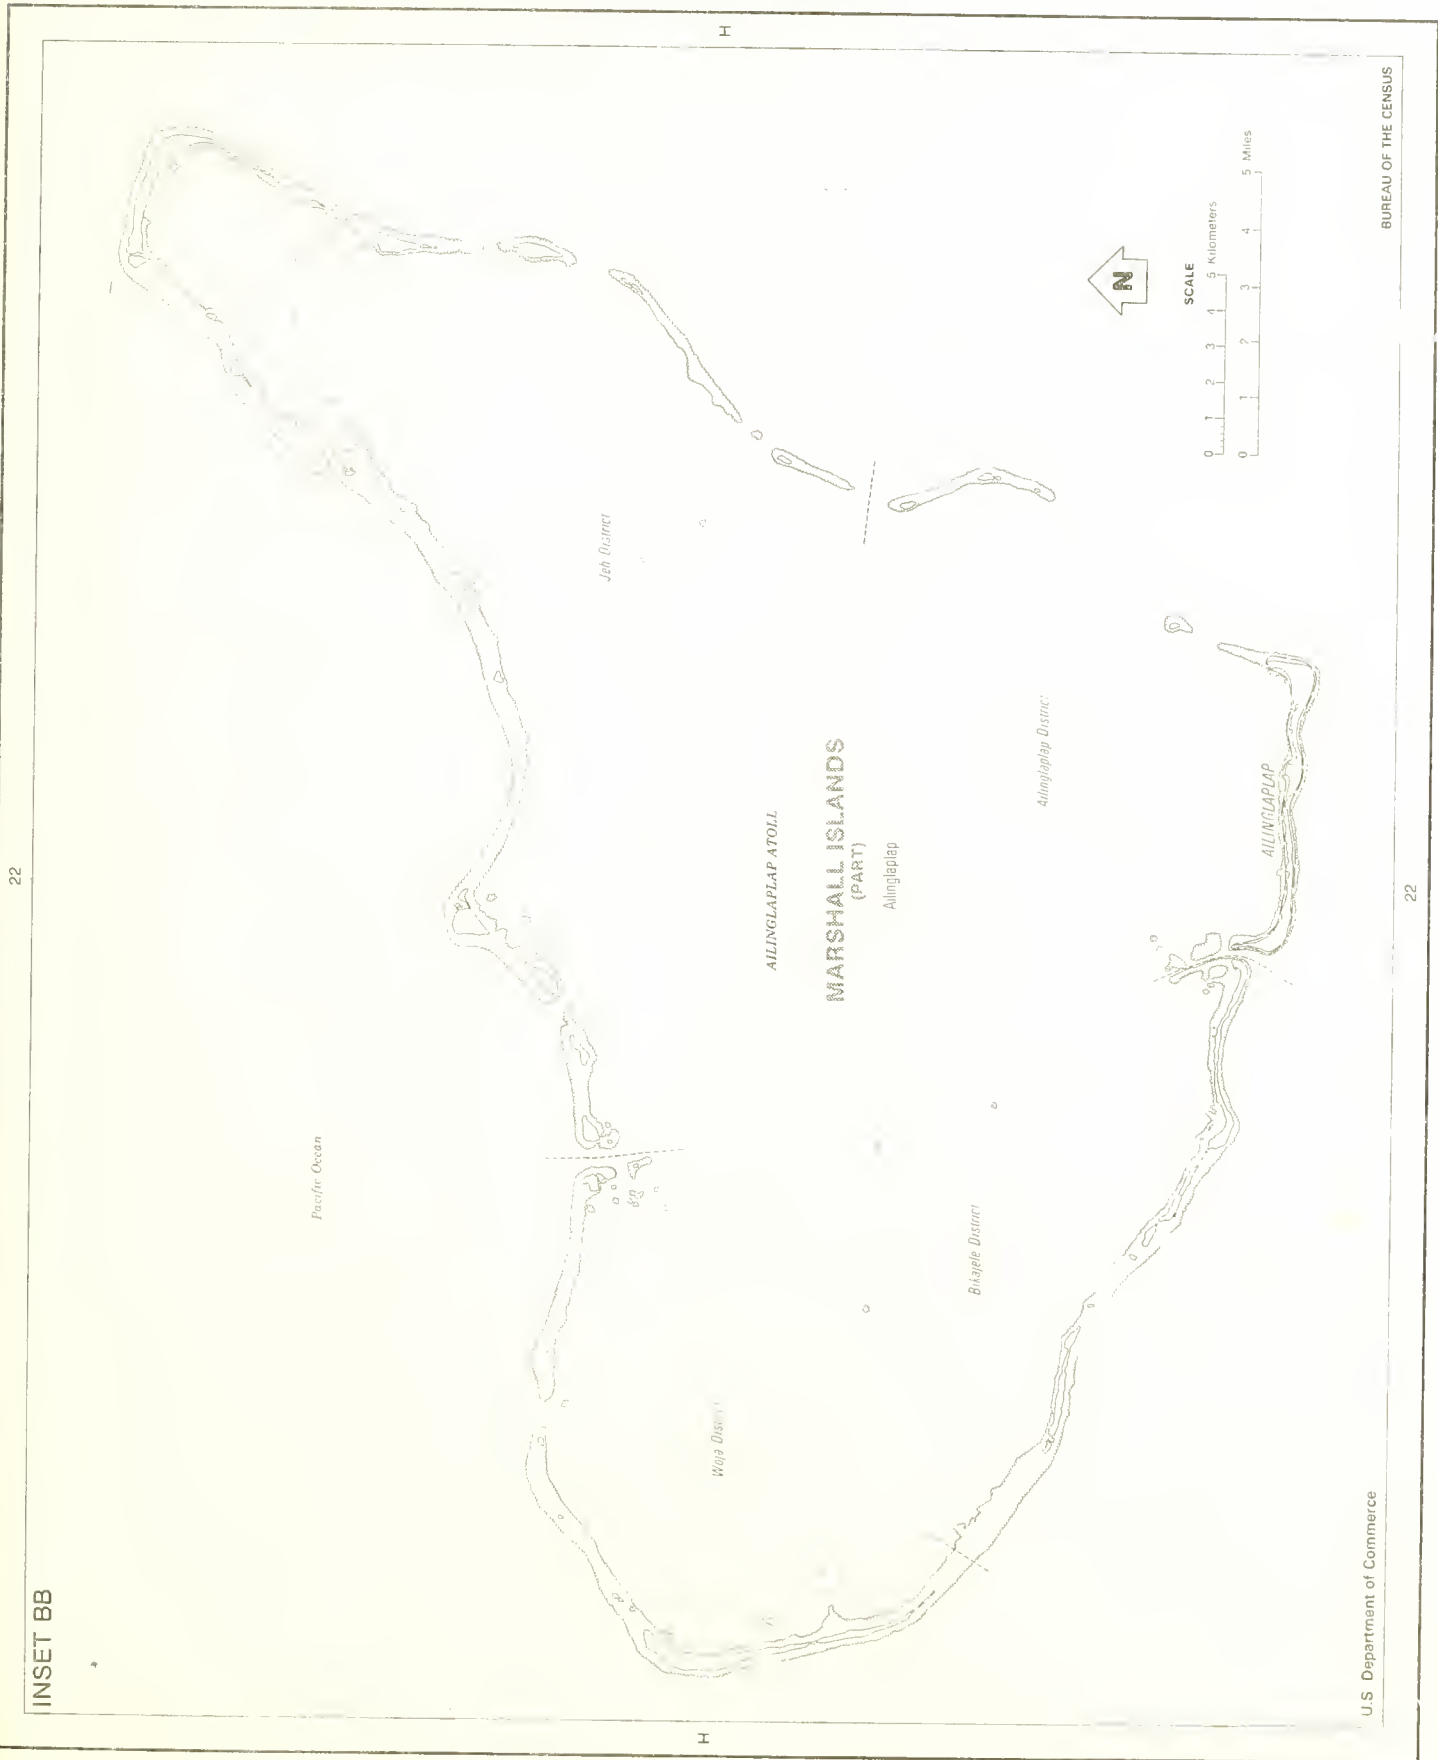 INSET BB
22
H
H
Pacific Ocean
Jeh District
Woja District
AILINGLAPLAP ATOLL
MARSHALL ISLANDS
(PART)
Ailinglaplap
Bikajele District
Ailinglaplap District
AILINGLAPLAP
N
SCALE
0 1 2 3 4 5 Kilometers
0 1 2 3 4 5 Miles
U.S Department of Commerce
BUREAU OF THE CENSUS
22